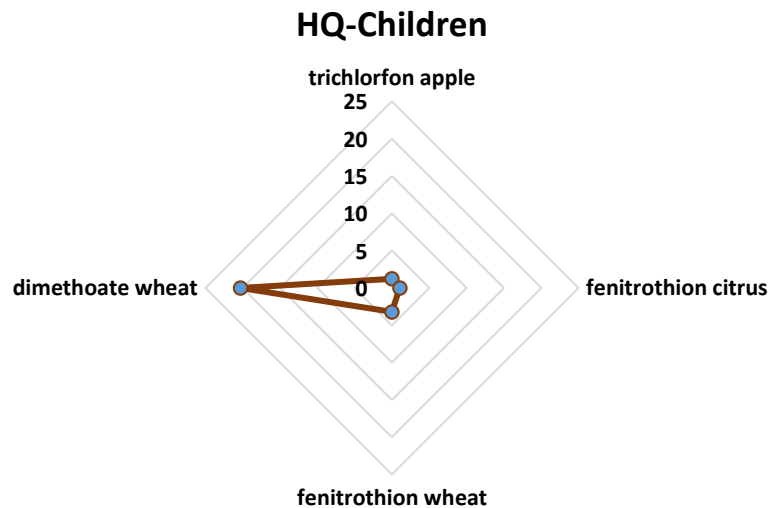 HQ-Children
trichlorfon apple
25
20
15
10
5
0
dimethoate wheat
fenitrothion citrus
fenitrothion wheat